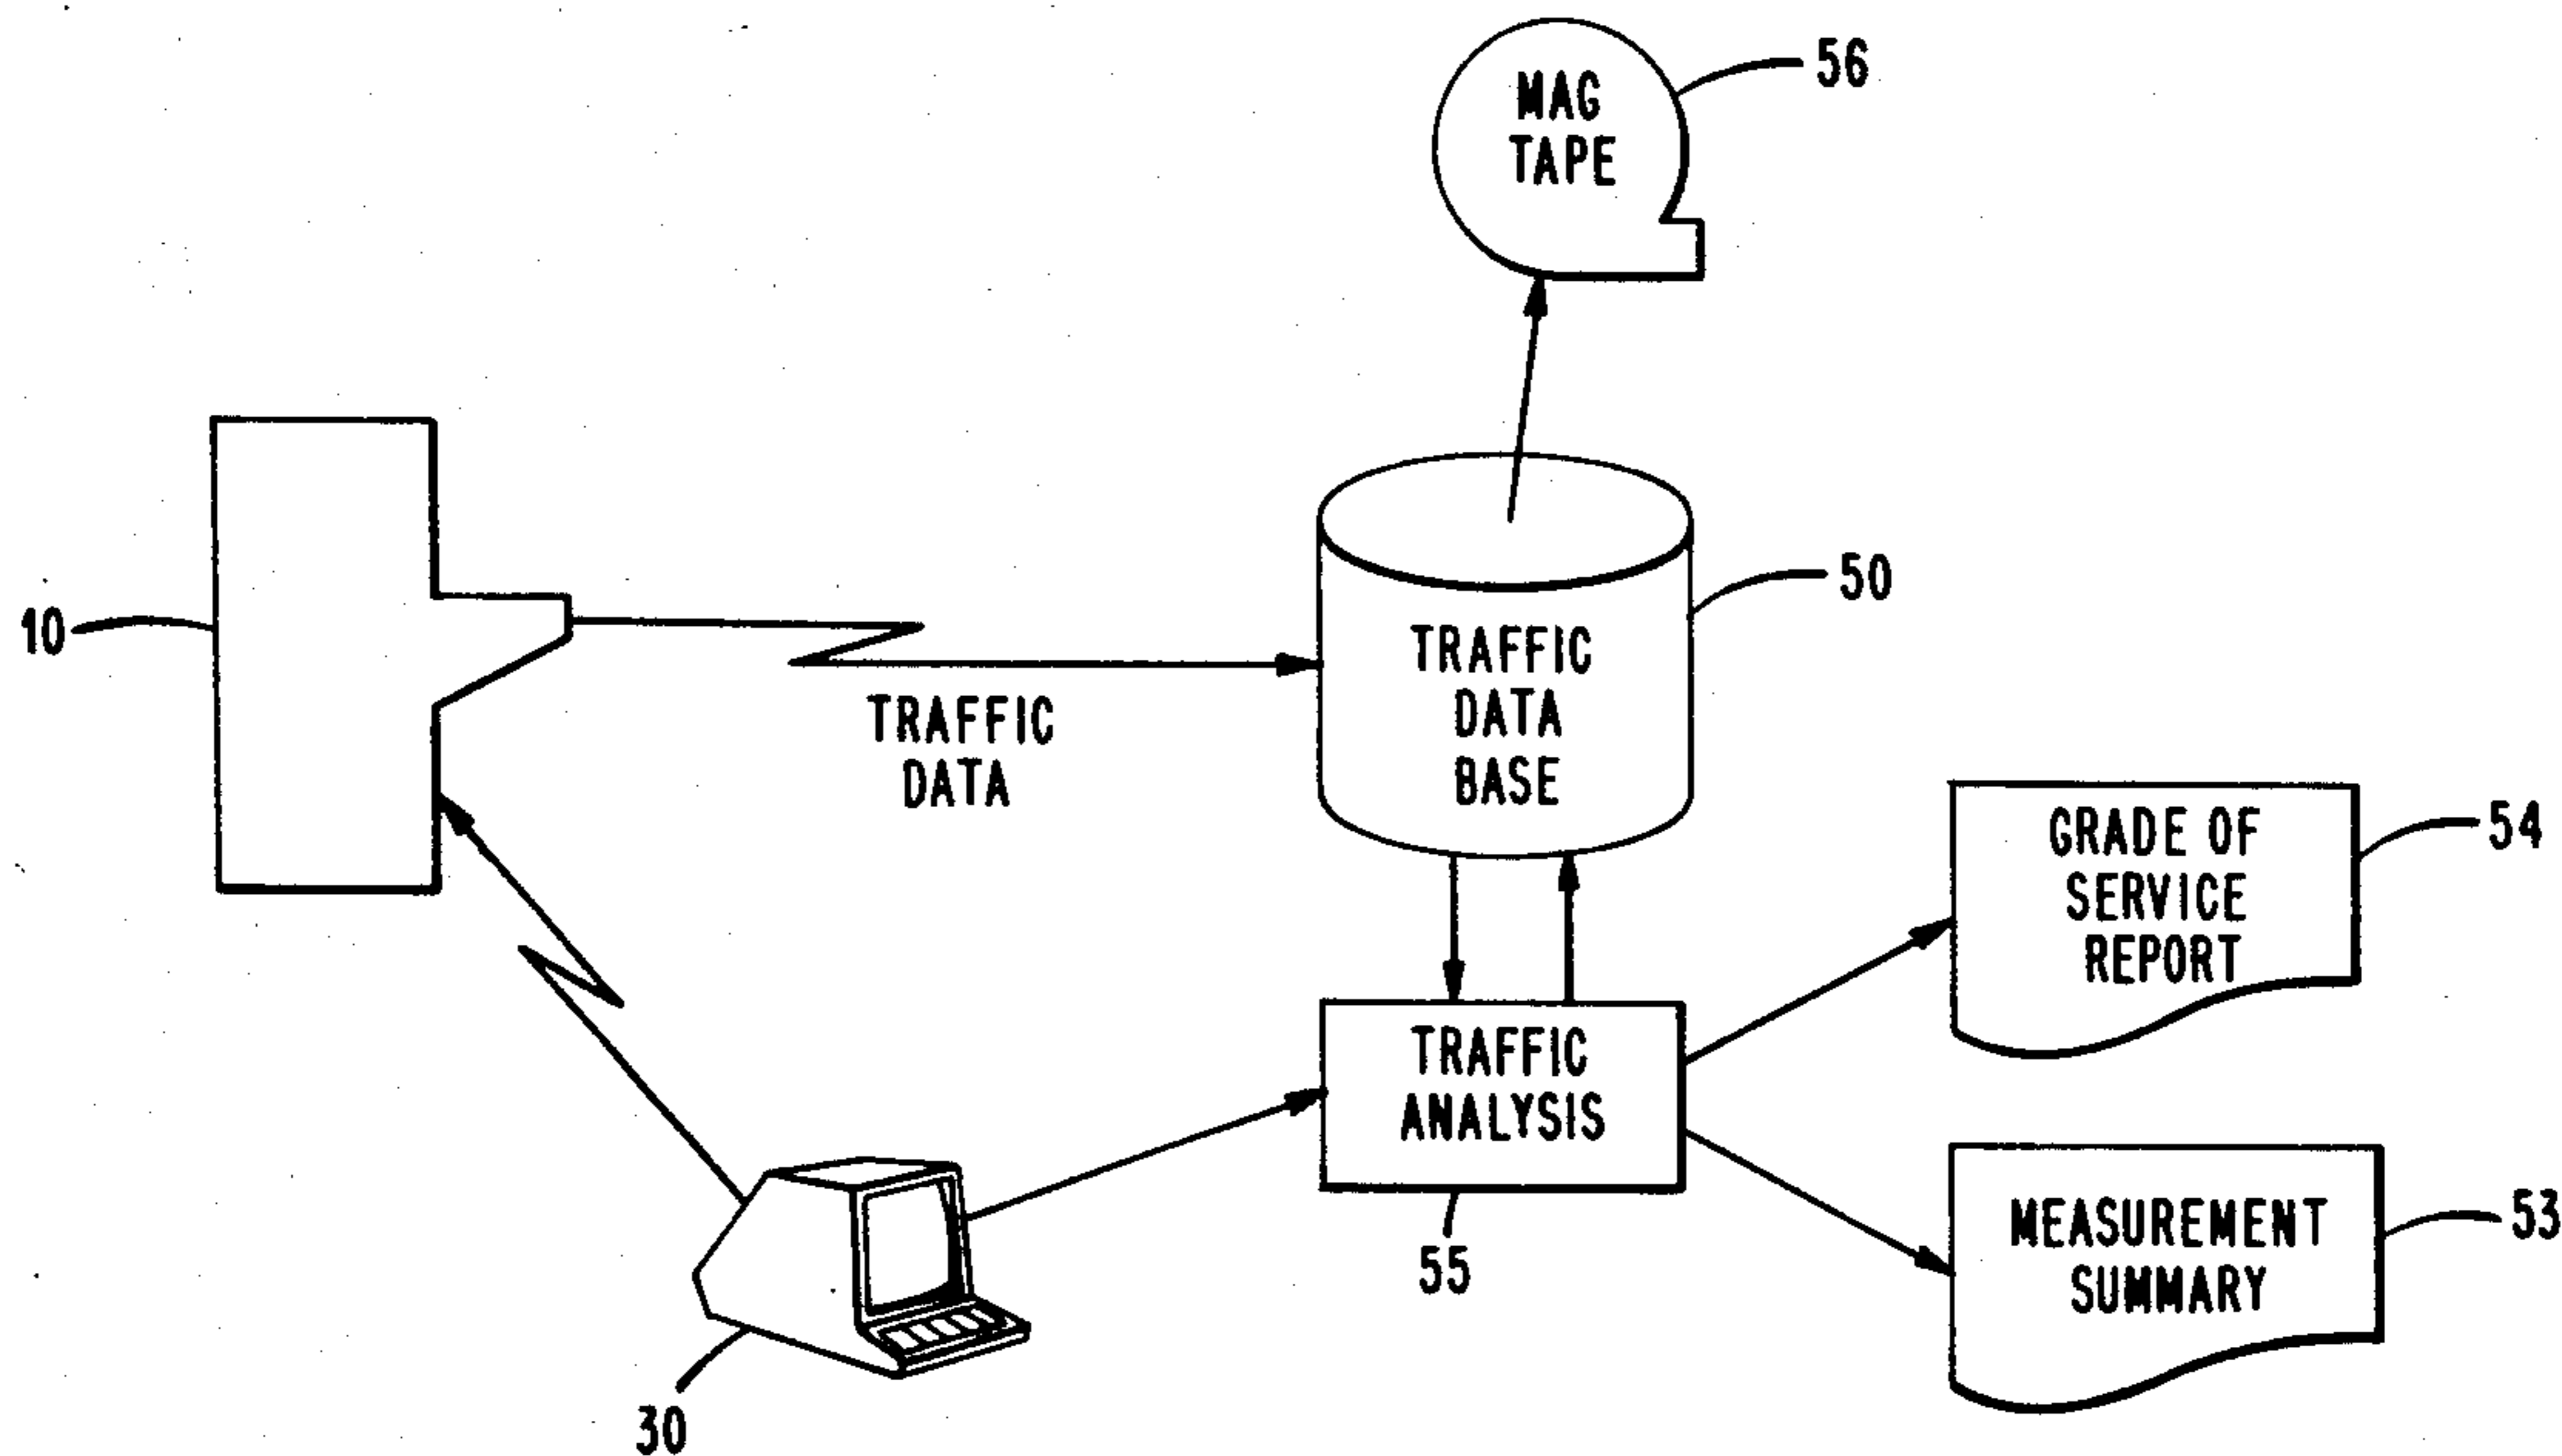 MAG
TAPE
56
10
TRAFFIC
DATA
TRAFFIC
DATA
BASE
50
GRADE OF
SERVICE
REPORT
54
TRAFFIC
ANALYSIS
55
MEASUREMENT
SUMMARY
53
30